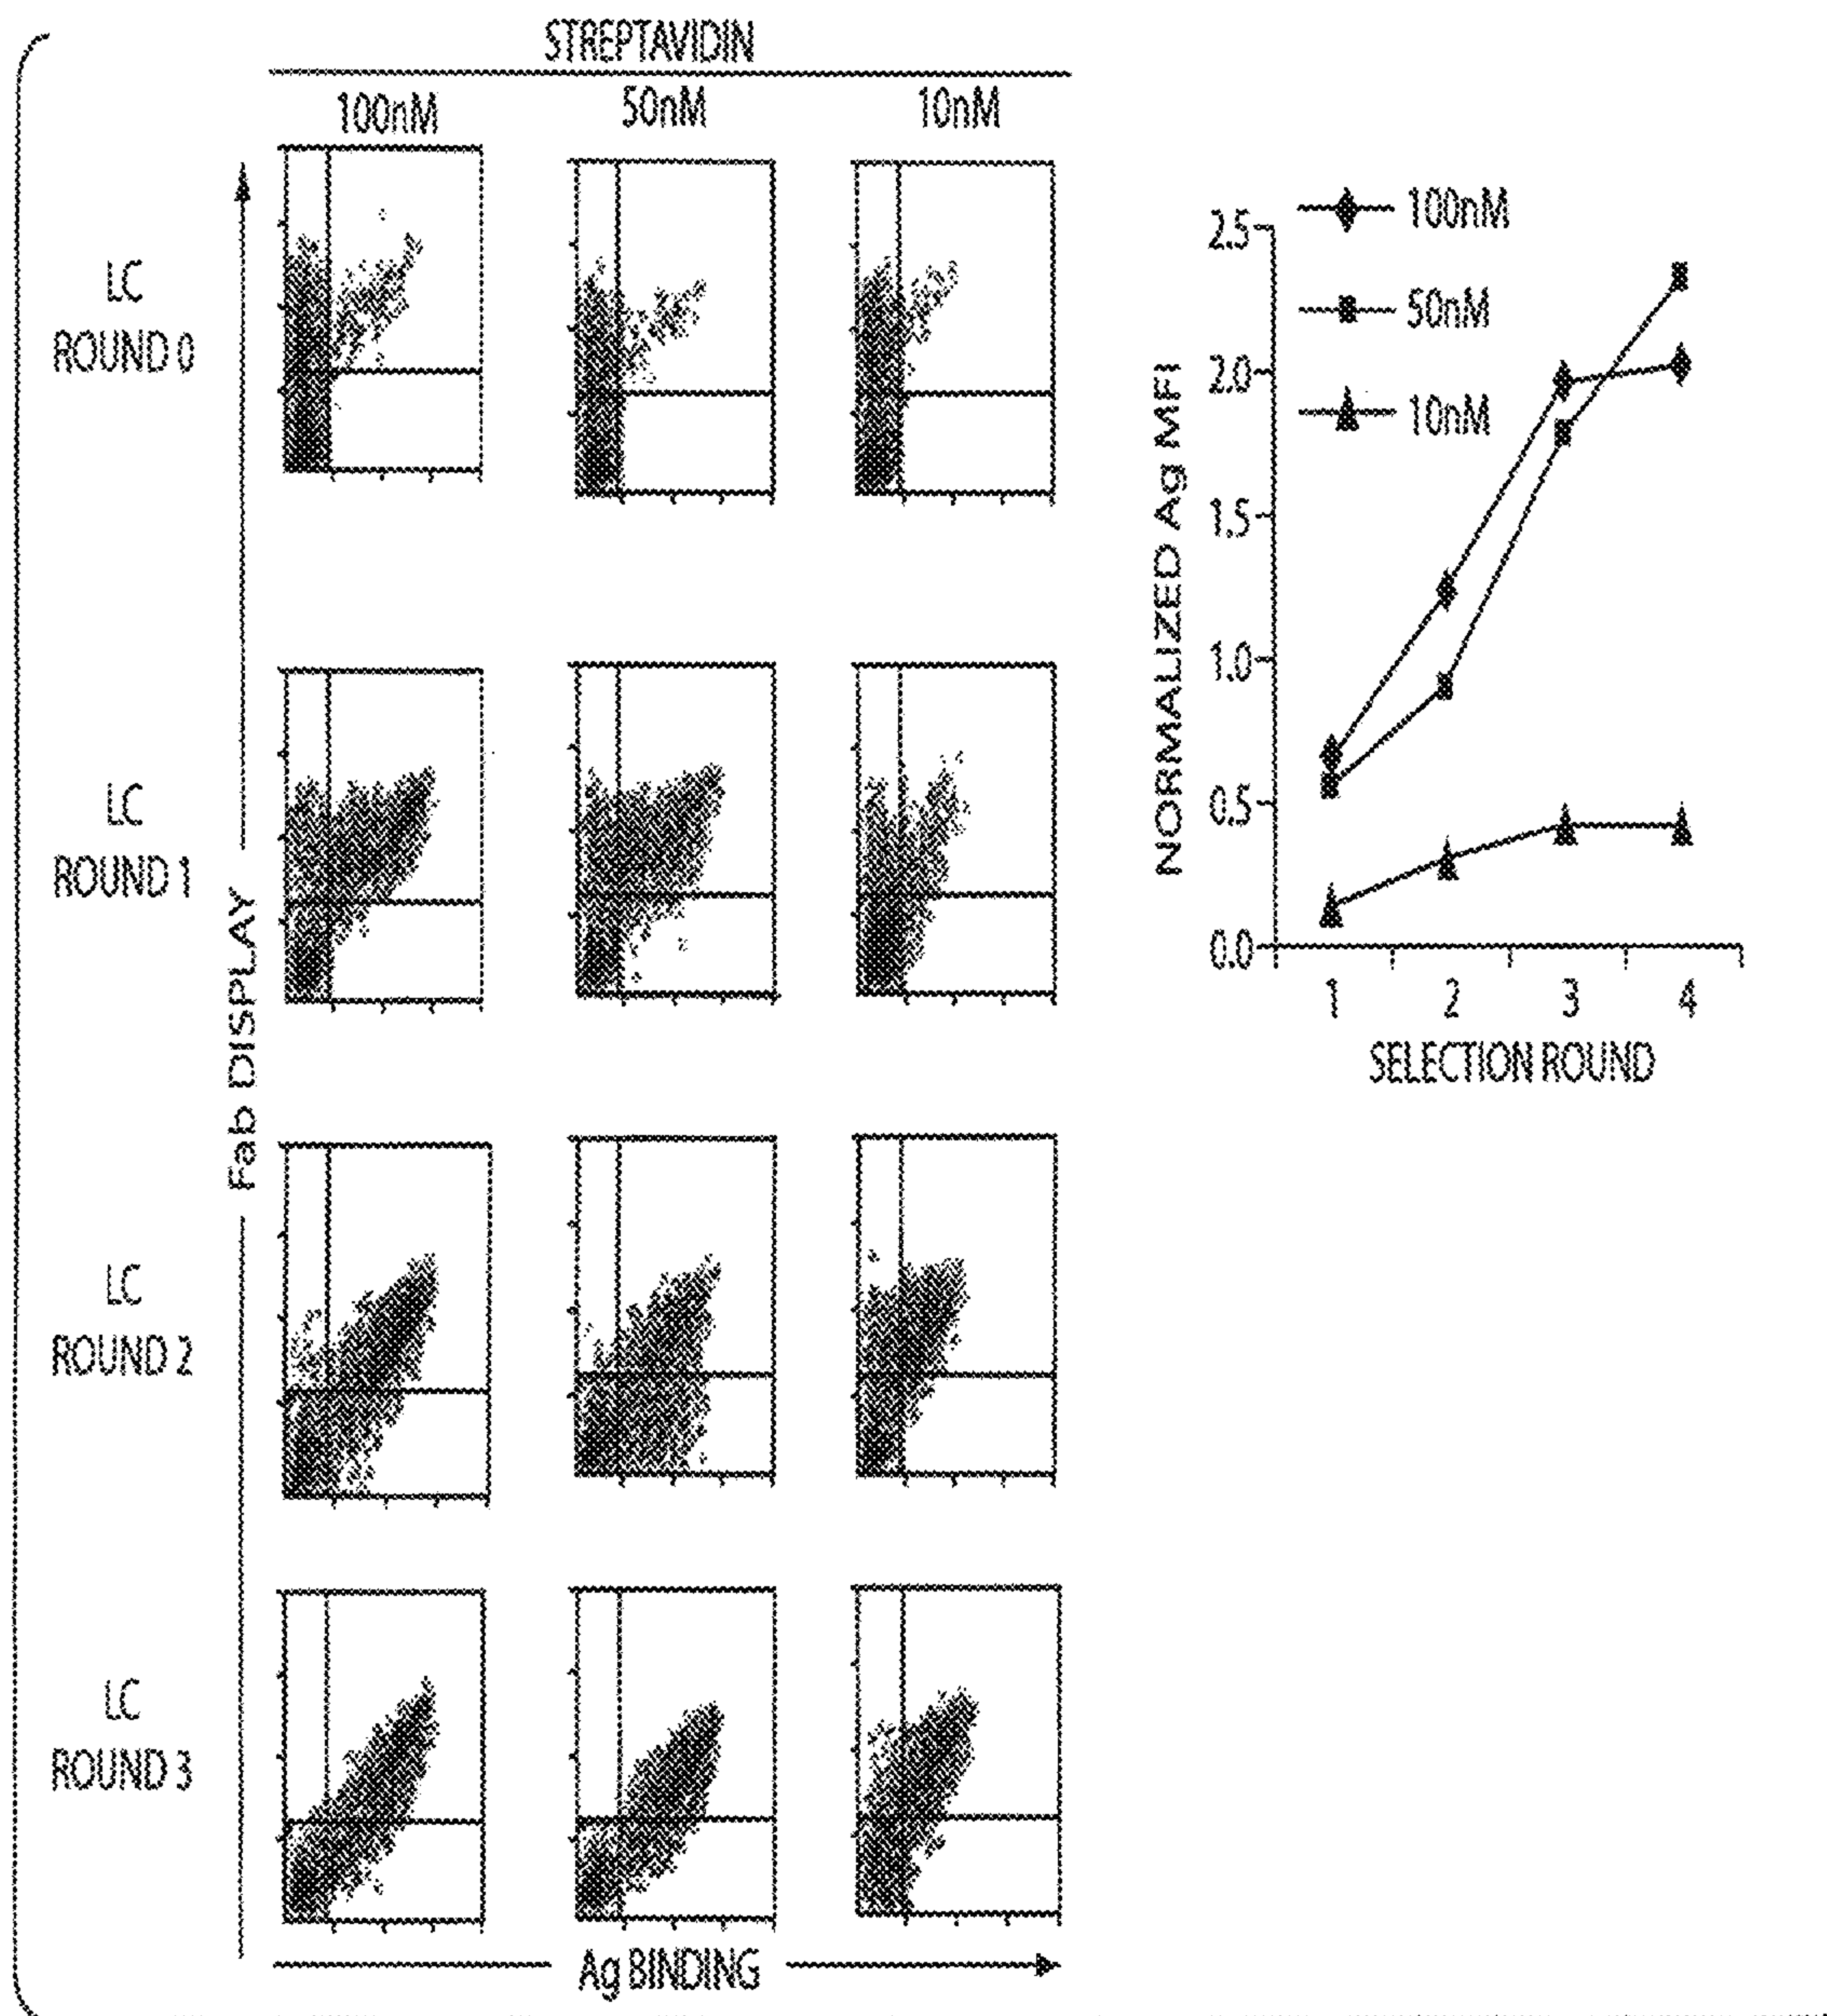 STREPTAVIDIN
100nM
50nM
10nM
LC
ROUND 0
LC
ROUND 1
LC
ROUND 2
LC
ROUND 3
Fab DISPLAY
Ag BINDING
100nM
50nM
10nM
NORMALIZED Ag MFI
2.5
2.0
1.5
1.0
0.5
0.0
1 2 3 4
SELECTION ROUND